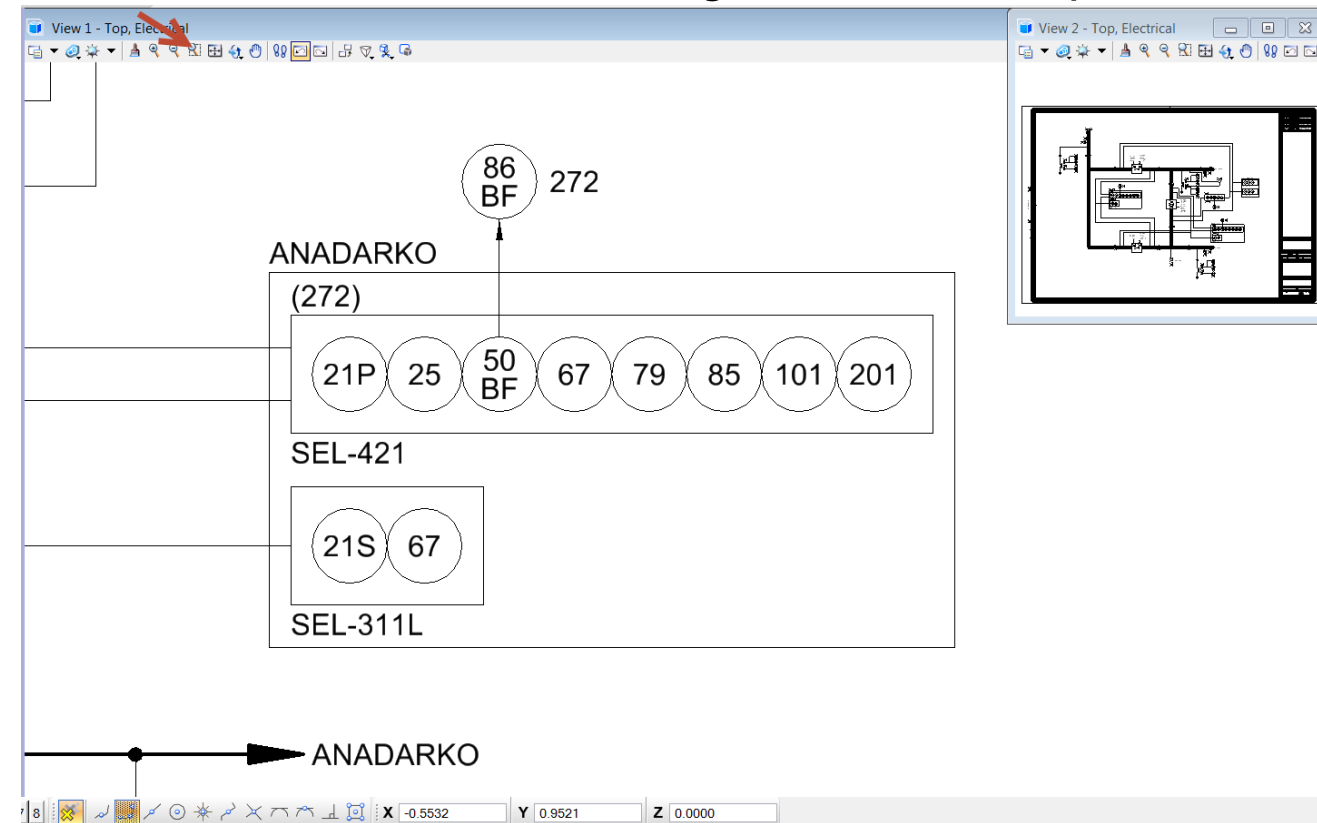 View 1 - Top, Electrical
View 2 - Top, Electrical
86
BF
272
ANADARKO
(272)
21P 25 50
BF 67 79 85 101 201
SEL-421
21S 67
SEL-311L
ANADARKO
8 X -0.5532 Y 0.9521 Z 0.0000